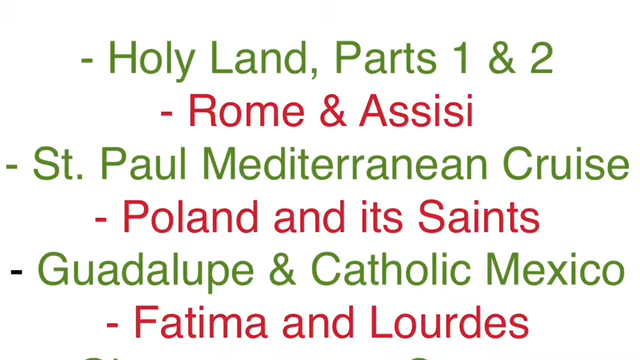 - Holy Land, Parts 1 & 2
- Rome & Assisi
- St. Paul Mediterranean Cruise
- Poland and its Saints
- Guadalupe & Catholic Mexico
- Fatima and Lourdes